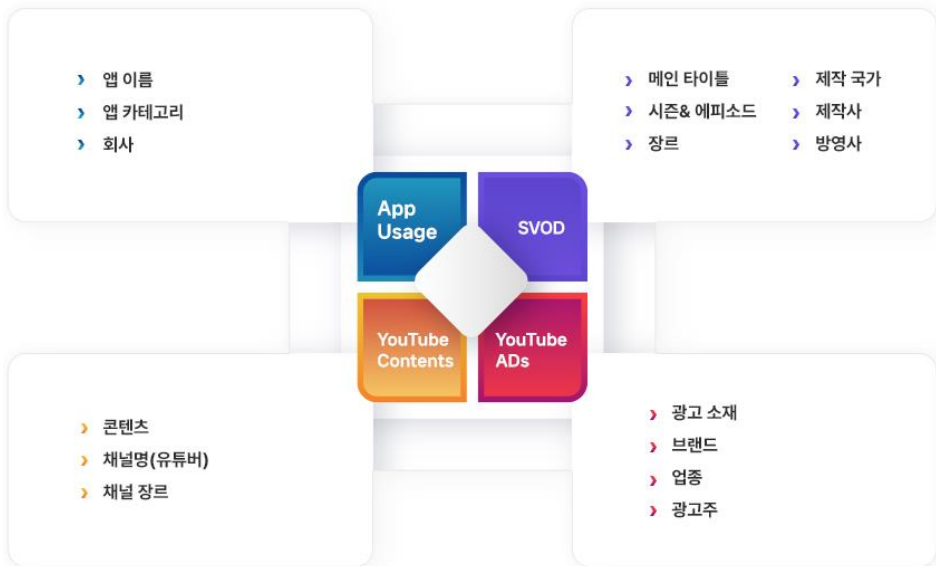 앱 이름
앱 카테고리
회사
메인 타이틀
시즌& 에피소드
장르
제작 국가
제작사
방영사
App
Usage
SVOD
YouTube
Contents
YouTube
ADs
콘텐츠
채널명(유튜버)
채널 장르
광고 소재
브랜드
업종
광고주